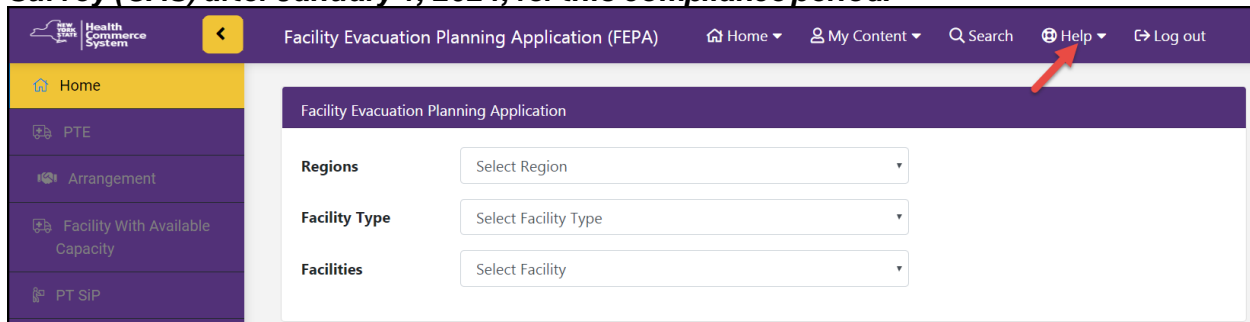 Survey (CAS) after January 1, 2024, for this compliance period.
NEW YORK STATE Health Commerce System
Facility Evacuation Planning Application (FEPA) Home My Content Search Help Log out
Home
Facility Evacuation Planning Application
PTE
Regions Select Region
Arrangement
Facility Type Select Facility Type
Facility With Available
Capacity
Facilities Select Facility
PT SiP